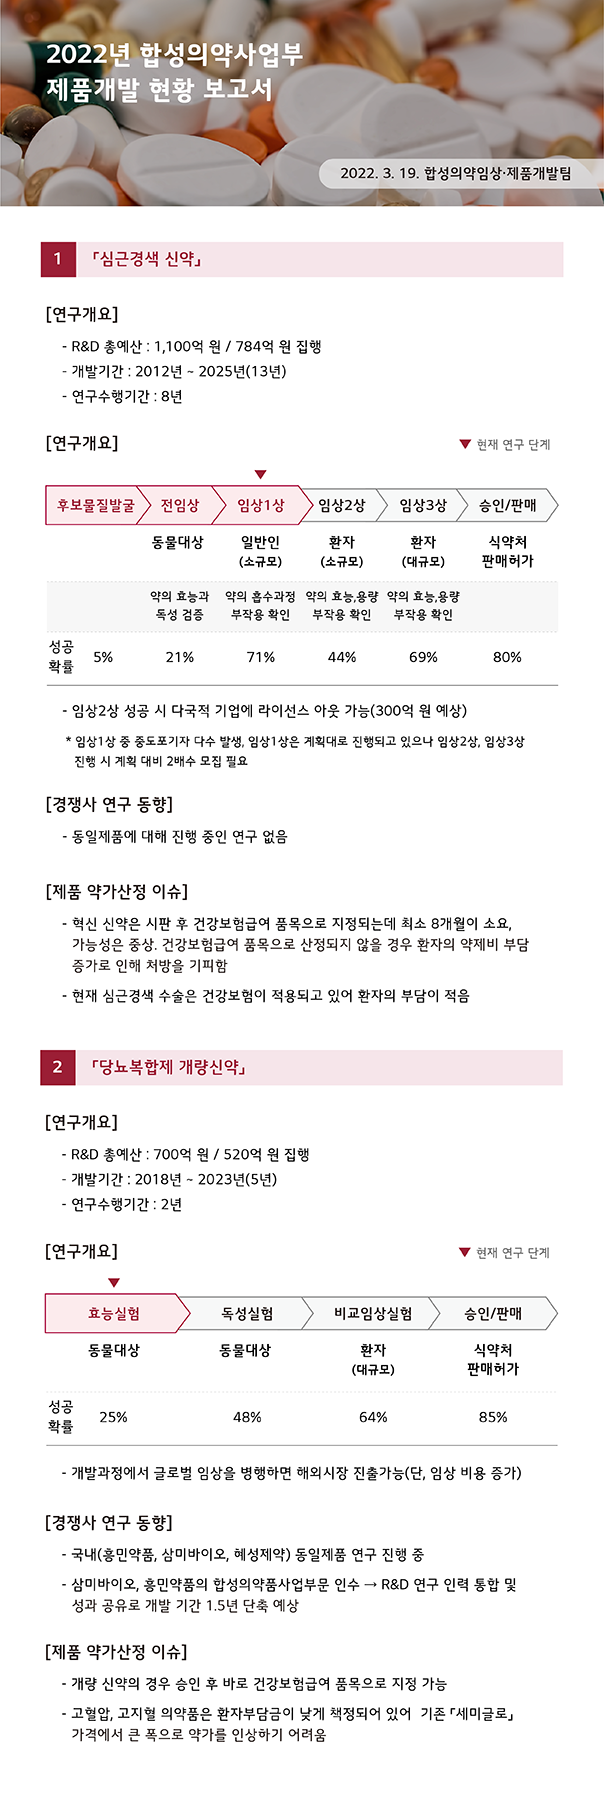 2022년 합성의약사업부
제품개발 현황 보고서
2022. 3. 19. 합성의약임상·제품개발팀
1 「심근경색 신약」
[연구개요]
- R&D 총예산 : 1,100억 원 / 784억 원 집행
- 개발기간 : 2012년 ~ 2025년(13년)
- 연구수행기간 : 8년
[연구개요] ▼ 현재 연구 단계
▼
후보물질발굴 전임상 임상1상 임상2상 임상3상 승인/판매
동물대상 일반인 환자 환자 식약처
(소규모) (소규모) (대규모) 판매허가
약의 효능과 약의 흡수과정 약의 효능,용량 약의 효능,용량
독성 검증 부작용 확인 부작용 확인 부작용 확인
성공
확률 5% 21% 71% 44% 69% 80%
- 임상2상 성공 시 다국적 기업에 라이선스 아웃 가능(300억 원 예상)
* 임상1상 중 중도포기자 다수 발생, 임상1상은 계획대로 진행되고 있으나 임상2상, 임상3상
진행 시 계획 대비 2배수 모집 필요
[경쟁사 연구 동향]
- 동일제품에 대해 진행 중인 연구 없음
[제품 약가산정 이슈]
- 혁신 신약은 시판 후 건강보험급여 품목으로 지정되는데 최소 8개월이 소요,
가능성은 중상. 건강보험급여 품목으로 산정되지 않을 경우 환자의 약제비 부담
증가로 인해 처방을 기피함
- 현재 심근경색 수술은 건강보험이 적용되고 있어 환자의 부담이 적음
2 「당뇨복합제 개량신약」
[연구개요]
- R&D 총예산 : 700억 원 / 520억 원 집행
- 개발기간 : 2018년 ~ 2023년(5년)
- 연구수행기간 : 2년
[연구개요] ▼ 현재 연구 단계
▼
효능실험 독성실험 비교임상실험 승인/판매
동물대상 동물대상 환자 식약처
(대규모) 판매허가
성공
확률 25% 48% 64% 85%
- 개발과정에서 글로벌 임상을 병행하면 해외시장 진출가능(단, 임상 비용 증가)
[경쟁사 연구 동향]
- 국내(흥민약품, 삼미바이오, 혜성제약) 동일제품 연구 진행 중
- 삼미바이오, 흥민약품의 합성의약품사업부문 인수 → R&D 연구 인력 통합 및
성과 공유로 개발 기간 1.5년 단축 예상
[제품 약가산정 이슈]
- 개량 신약의 경우 승인 후 바로 건강보험급여 품목으로 지정 가능
- 고혈압, 고지혈 의약품은 환자부담금이 낮게 책정되어 있어 기존 「세미글로」
가격에서 큰 폭으로 약가를 인상하기 어려움